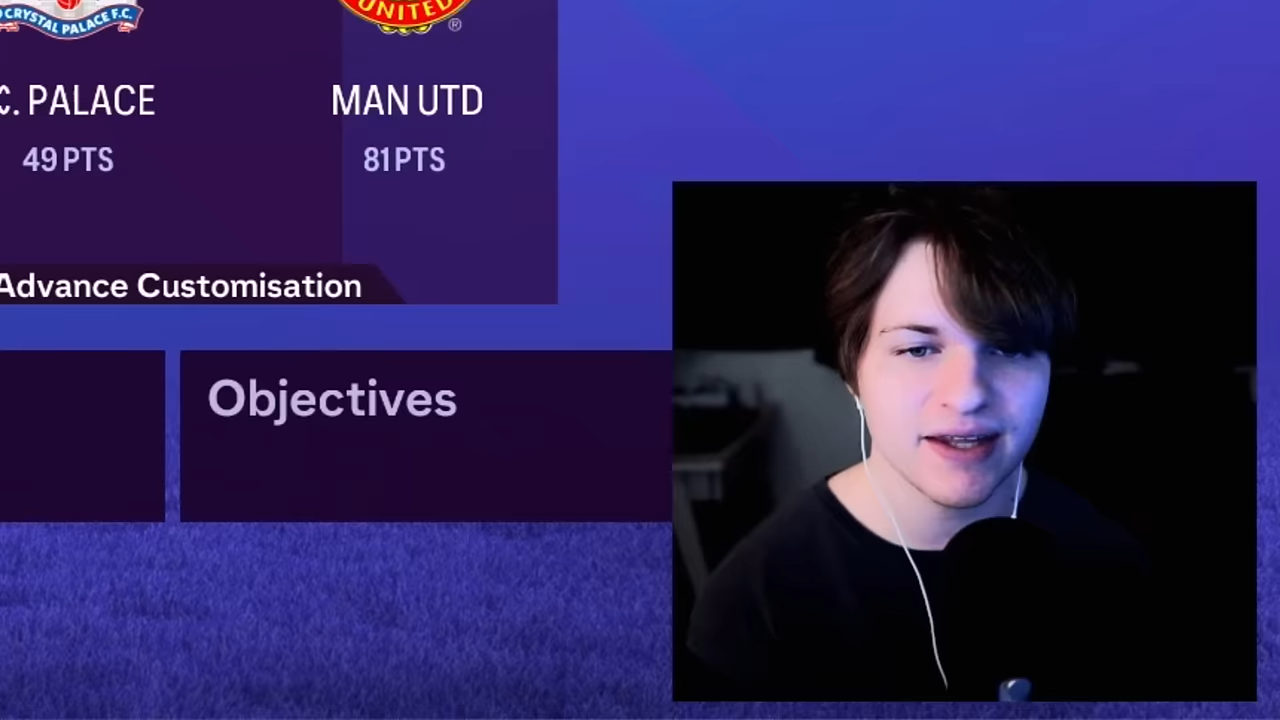 CRYSTAL PALACE F.C.
UNITED
®
C. PALACE
MAN UTD
49 PTS
81 PTS
Advance Customisation
Objectives